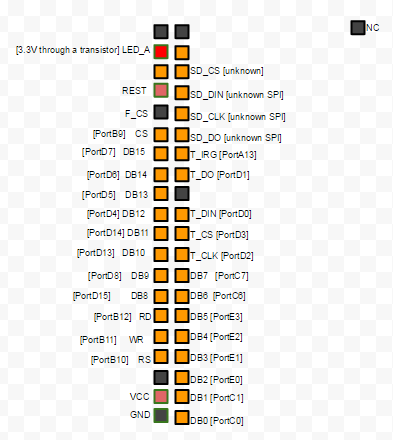 NC
[3.3V through a transistor] LED_A
SD_CS [unknown]
REST SD_DIN [unknown SPI]
F_CS SD_CLK [unknown SPI]
[PortB9] CS SD_DO [unknown SPI]
[PortD7] DB15 T_IRG [PortA13]
[PortD6] DB14 T_DO [PortD1]
[PortD5] DB13
[PortD4] DB12 T_DIN [PortD0]
[PortD14] DB11 T_CS [PortD3]
[PortD13] DB10 T_CLK [PortD2]
[PortD8] DB9 DB7 [PortC7]
[PortD15] DB8 DB6 [PortC6]
[PortB12] RD DB5 [PortE3]
[PortB11] WR DB4 [PortE2]
[PortB10] RS DB3 [PortE1]
DB2 [PortE0]
VCC DB1 [PortC1]
GND DB0 [PortC0]